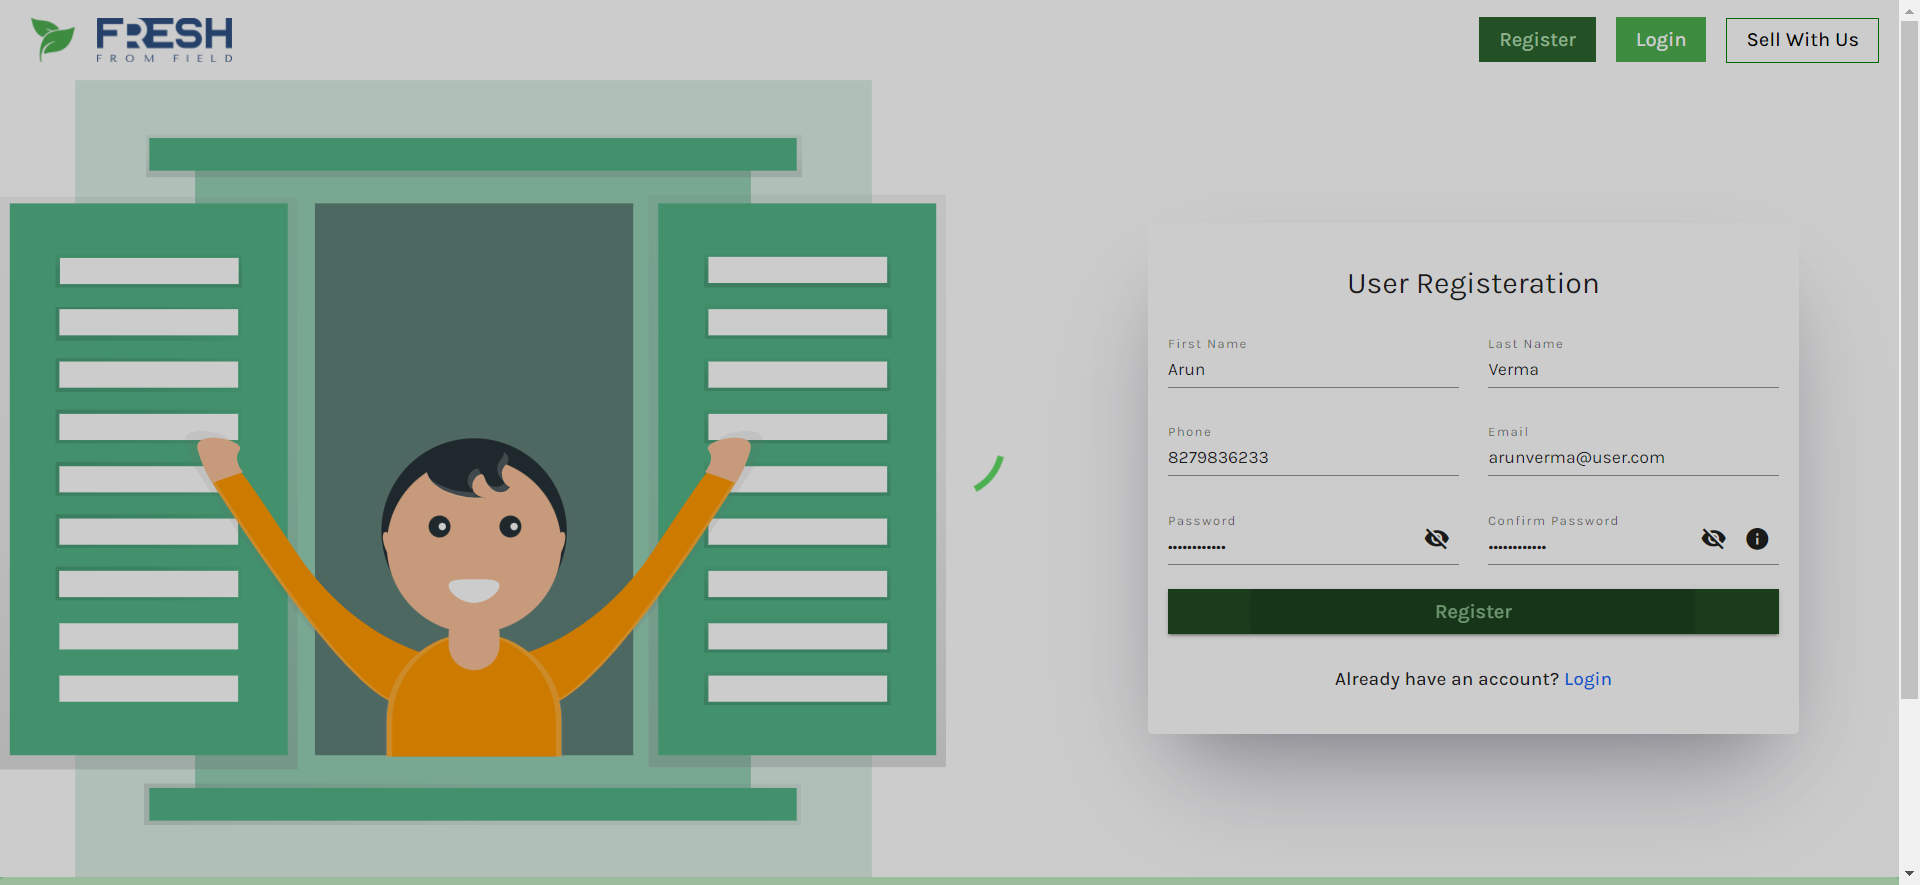 FRESH
FROM FIELD
Register
Login
Sell With Us
User Registeration
First Name
Last Name
Arun
Verma
Phone
Email
8279836233
arunverma@user.com
Password
Confirm Password
Register
Already have an account? Login